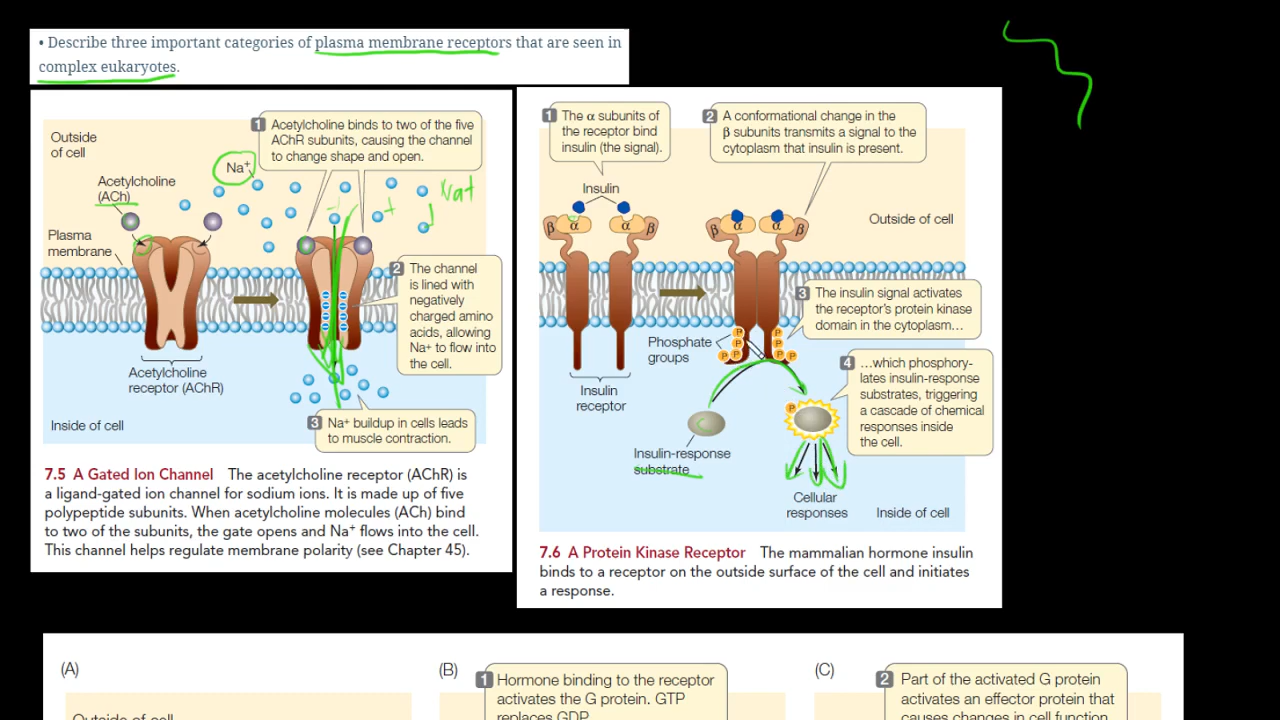 • Describe three important categories of plasma membrane receptors that are seen in
complex eukaryotes.
Outside
of cell
1 Acetylcholine binds to two of the five
AChR subunits, causing the channel
to change shape and open.
Na+
Na+
Acetylcholine
(ACh)
Plasma
membrane
2 The channel
is lined with
negatively
charged amino
acids, allowing
Na+ to flow into
the cell.
Acetylcholine
receptor (AChR)
3 Na+ buildup in cells leads
to muscle contraction.
Inside of cell
7.5 A Gated Ion Channel The acetylcholine receptor (AChR) is
a ligand-gated ion channel for sodium ions. It is made up of five
polypeptide subunits. When acetylcholine molecules (ACh) bind
to two of the subunits, the gate opens and Na+ flows into the cell.
This channel helps regulate membrane polarity (see Chapter 45).
1 The α subunits of
the receptor bind
insulin (the signal).
2 A conformational change in the
β subunits transmits a signal to the
cytoplasm that insulin is present.
Insulin
β α α β
β α α β
Outside of cell
3 The insulin signal activates
the receptor's protein kinase
domain in the cytoplasm…
Phosphate
groups
P P
P P
P P
P P
Insulin
receptor
4 …which phosphory-
lates insulin-response
substrates, triggering
a cascade of chemical
responses inside
the cell.
P
Insulin-response
substrate
Cellular
responses
Inside of cell
7.6 A Protein Kinase Receptor The mammalian hormone insulin
binds to a receptor on the outside surface of the cell and initiates
a response.
(A)
Outside of cell
(B)
1 Hormone binding to the receptor
activates the G protein. GTP
replaces GDP.
(C)
2 Part of the activated G protein
activates an effector protein that
causes changes in cell function.